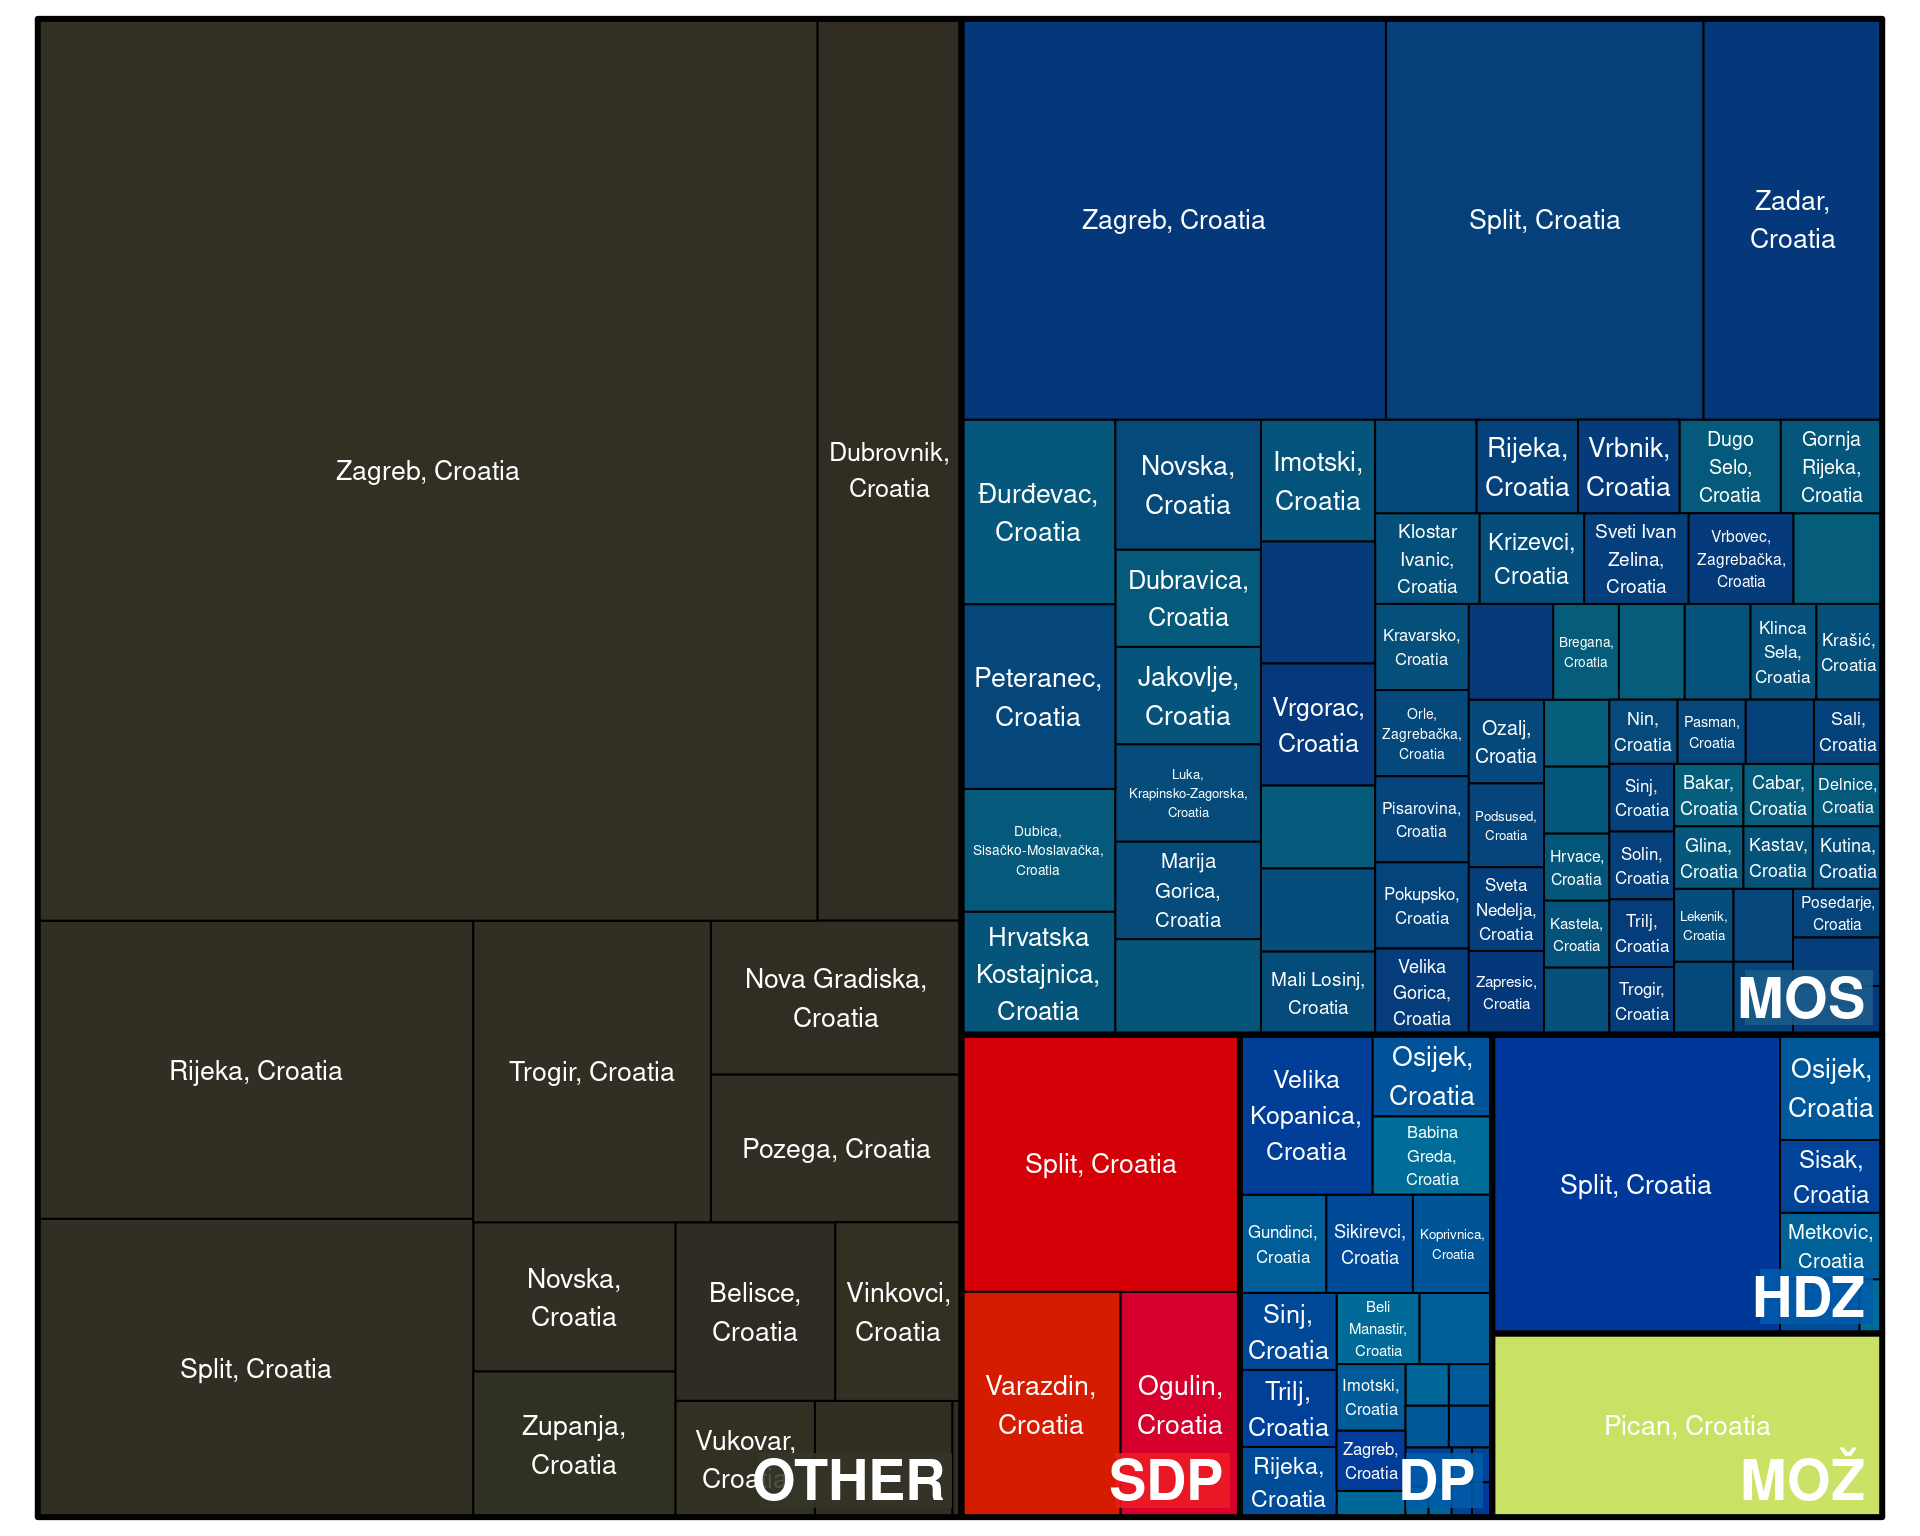 Zagreb, Croatia
Dubrovnik,
Croatia
Rijeka, Croatia
Trogir, Croatia
Nova Gradiska,
Croatia
Pozega, Croatia
Split, Croatia
Novska,
Croatia
Zupanja,
Croatia
Belisce,
Croatia
Vinkovci,
Croatia
Vukovar,
Croatia
OTHER
Zagreb, Croatia
Split, Croatia
Zadar,
Croatia
Đurđevac,
Croatia
Peteranec,
Croatia
Dubica,
Sisačko-Moslavačka,
Croatia
Hrvatska
Kostajnica,
Croatia
Novska,
Croatia
Dubravica,
Croatia
Jakovlje,
Croatia
Luka,
Krapinsko-Zagorska,
Croatia
Marija
Gorica,
Croatia
Imotski,
Croatia
Vrgorac,
Croatia
Mali Losinj,
Croatia
Rijeka,
Croatia
Vrbnik,
Croatia
Dugo
Selo,
Croatia
Gornja
Rijeka,
Croatia
Klostar
Ivanic,
Croatia
Krizevci,
Croatia
Sveti Ivan
Zelina,
Croatia
Vrbovec,
Zagrebačka,
Croatia
Kravarsko,
Croatia
Orle,
Zagrebačka,
Croatia
Pisarovina,
Croatia
Pokupsko,
Croatia
Velika
Gorica,
Croatia
Bregana,
Croatia
Klinca
Sela,
Croatia
Krašić,
Croatia
Ozalj,
Croatia
Podsused,
Croatia
Sveta
Nedelja,
Croatia
Zapresic,
Croatia
Hrvace,
Croatia
Kastela,
Croatia
Nin,
Croatia
Pasman,
Croatia
Sali,
Croatia
Sinj,
Croatia
Solin,
Croatia
Trilj,
Croatia
Trogir,
Croatia
Bakar,
Croatia
Cabar,
Croatia
Delnice,
Croatia
Glina,
Croatia
Kastav,
Croatia
Kutina,
Croatia
Lekenik,
Croatia
Posedarje,
Croatia
MOS
Split, Croatia
Varazdin,
Croatia
Ogulin,
Croatia
SDP
Velika
Kopanica,
Croatia
Osijek,
Croatia
Babina
Greda,
Croatia
Gundinci,
Croatia
Sikirevci,
Croatia
Koprivnica,
Croatia
Sinj,
Croatia
Trilj,
Croatia
Rijeka,
Croatia
Beli
Manastir,
Croatia
Imotski,
Croatia
Zagreb,
Croatia
DP
Split, Croatia
Osijek,
Croatia
Sisak,
Croatia
Metkovic,
Croatia
HDZ
Pican, Croatia
MOŽ